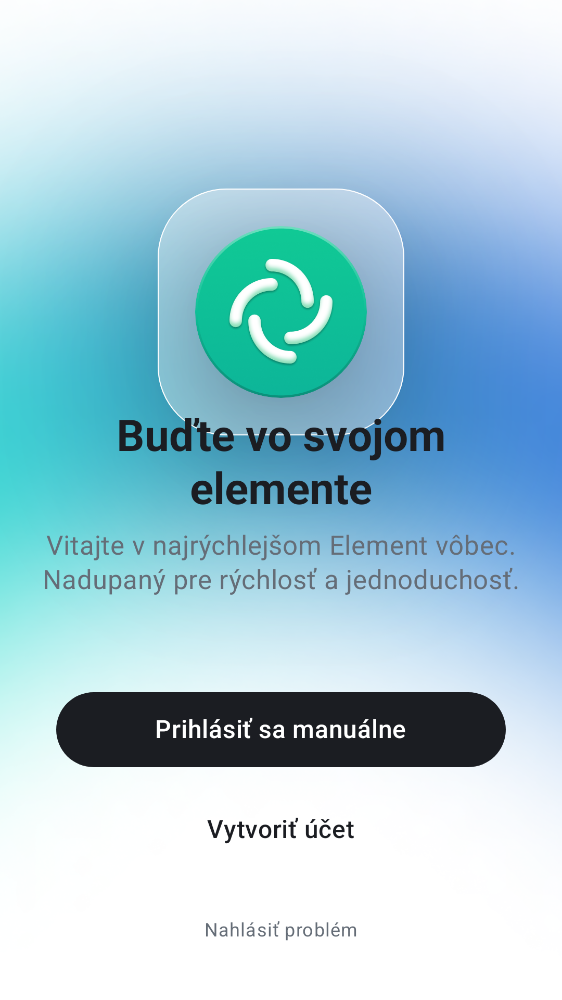 Buďte vo svojom
elemente
Vitajte v najrýchlejšom Element vôbec.
Nadupaný pre rýchlosť a jednoduchosť.
Prihlásiť sa manuálne
Vytvoriť účet
Nahlásiť problém